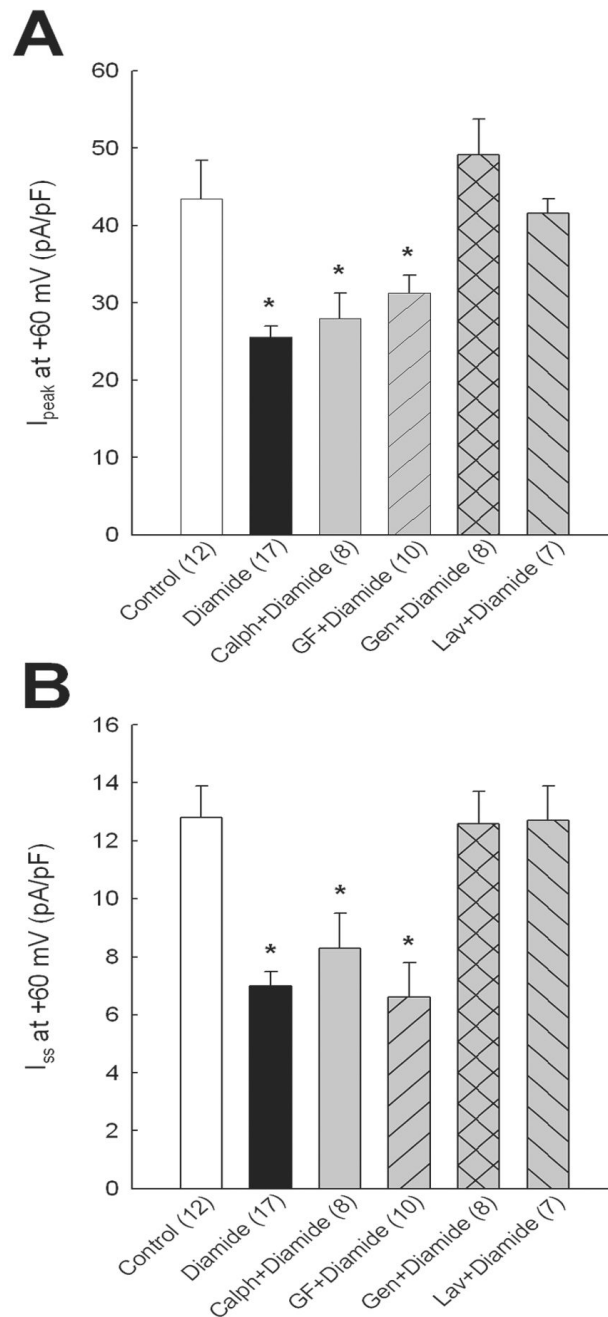 A
60
50
40
30
20
10
0
I_peak at +60 mV (pA/pF)
*
*
*
Control (12)
Diamide (17)
Calph+Diamide (8)
GF+Diamide (10)
Gen+Diamide (8)
Lav+Diamide (7)
B
16
14
12
10
8
6
4
2
0
I_ss at +60 mV (pA/pF)
*
*
*
Control (12)
Diamide (17)
Calph+Diamide (8)
GF+Diamide (10)
Gen+Diamide (8)
Lav+Diamide (7)